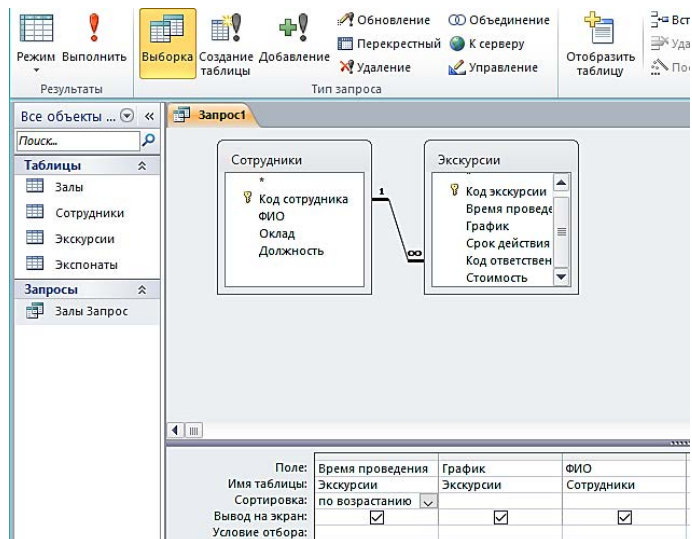 Обновление
Объединение
Перекрестный
К серверу
Режим
Выполнить
Выборка
Создание таблицы
Добавление
Удаление
Управление
Отобразить таблицу
Результаты
Тип запроса
Все объекты ...
«
Запрос1
Поиск...
Таблицы
Залы
Сотрудники
Экскурсии
Экспонаты
Запросы
Залы Запрос
Сотрудники
*
Код сотрудника
ФИО
Оклад
Должность
1
∞
Экскурсии
Код экскурсии
Время проведе
График
Срок действия
Код ответствен
Стоимость
Поле: Время проведения График ФИО
Имя таблицы: Экскурсии Экскурсии Сотрудники
Сортировка: по возрастанию
Вывод на экран:
Условие отбора: